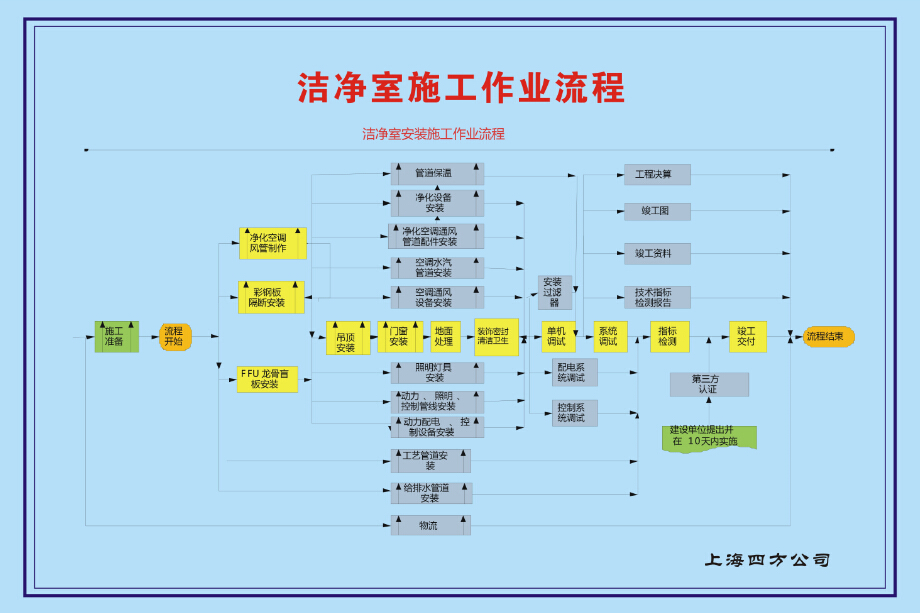 洁净室施工作业流程
洁净室安装施工作业流程
管道保温
工程决算
净化设备
安装
竣工图
净化空调
风管制作
净化空调通风
管道配件安装
竣工资料
空调水汽
管道安装
彩钢板
隔断安装
空调通风
设备安装
安装
过滤
器
技术指标
检测报告
施工
准备
流程
开始
吊顶
安装
门窗
安装
地面
处理
装饰密封
清洁卫生
单机
调试
系统
调试
指标
检测
竣工
交付
流程结束
FFU 龙骨盲
板安装
照明灯具
安装
配电系
统调试
第三方
认证
动力 、 照明 、
控制管线安装
控制系
统调试
动力配电 、 控
制设备安装
建设单位提出并
在 10天内实施
工艺管道安
装
给排水管道
安装
物流
上海四方公司